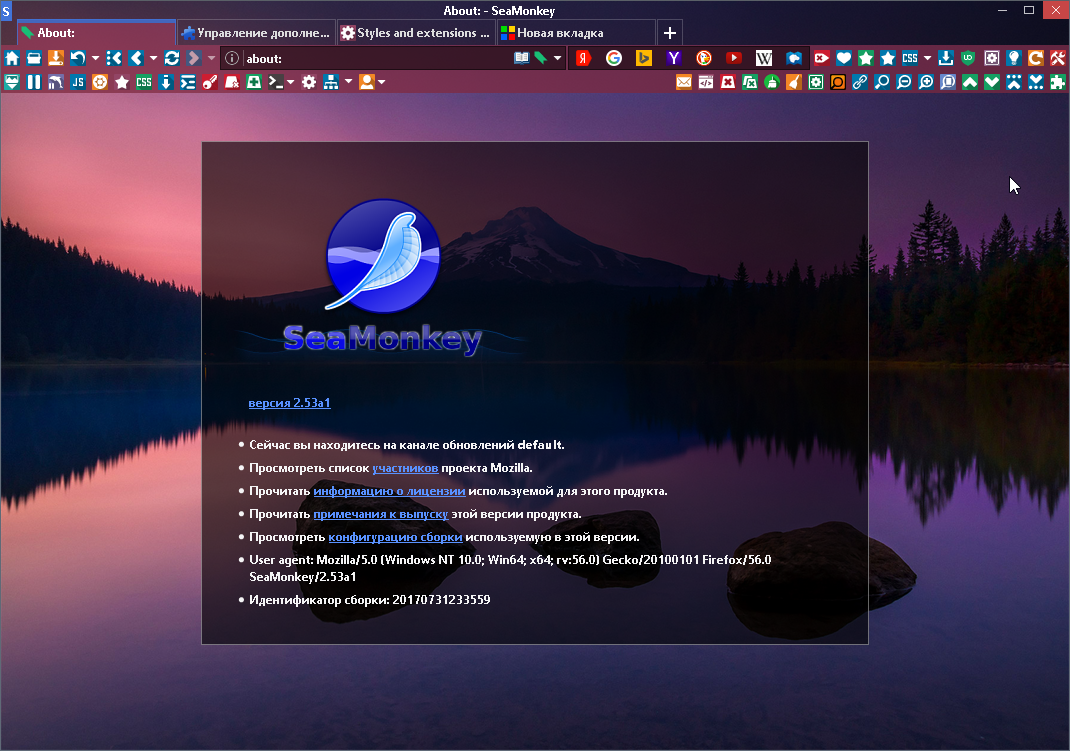 S
About: - SeaMonkey
About:
Управление дополне...
Styles and extensions ...
Новая вкладка
about:
Я
G
Y
W
CSS
JS
CSS
SeaMonkey
версия 2.53a1
Сейчас вы находитесь на канале обновлений default.
Просмотреть список участников проекта Mozilla.
Прочитать информацию о лицензии используемой для этого продукта.
Прочитать примечания к выпуску этой версии продукта.
Просмотреть конфигурацию сборки используемую в этой версии.
User agent: Mozilla/5.0 (Windows NT 10.0; Win64; x64; rv:56.0) Gecko/20100101 Firefox/56.0
SeaMonkey/2.53a1
Идентификатор сборки: 20170731233559